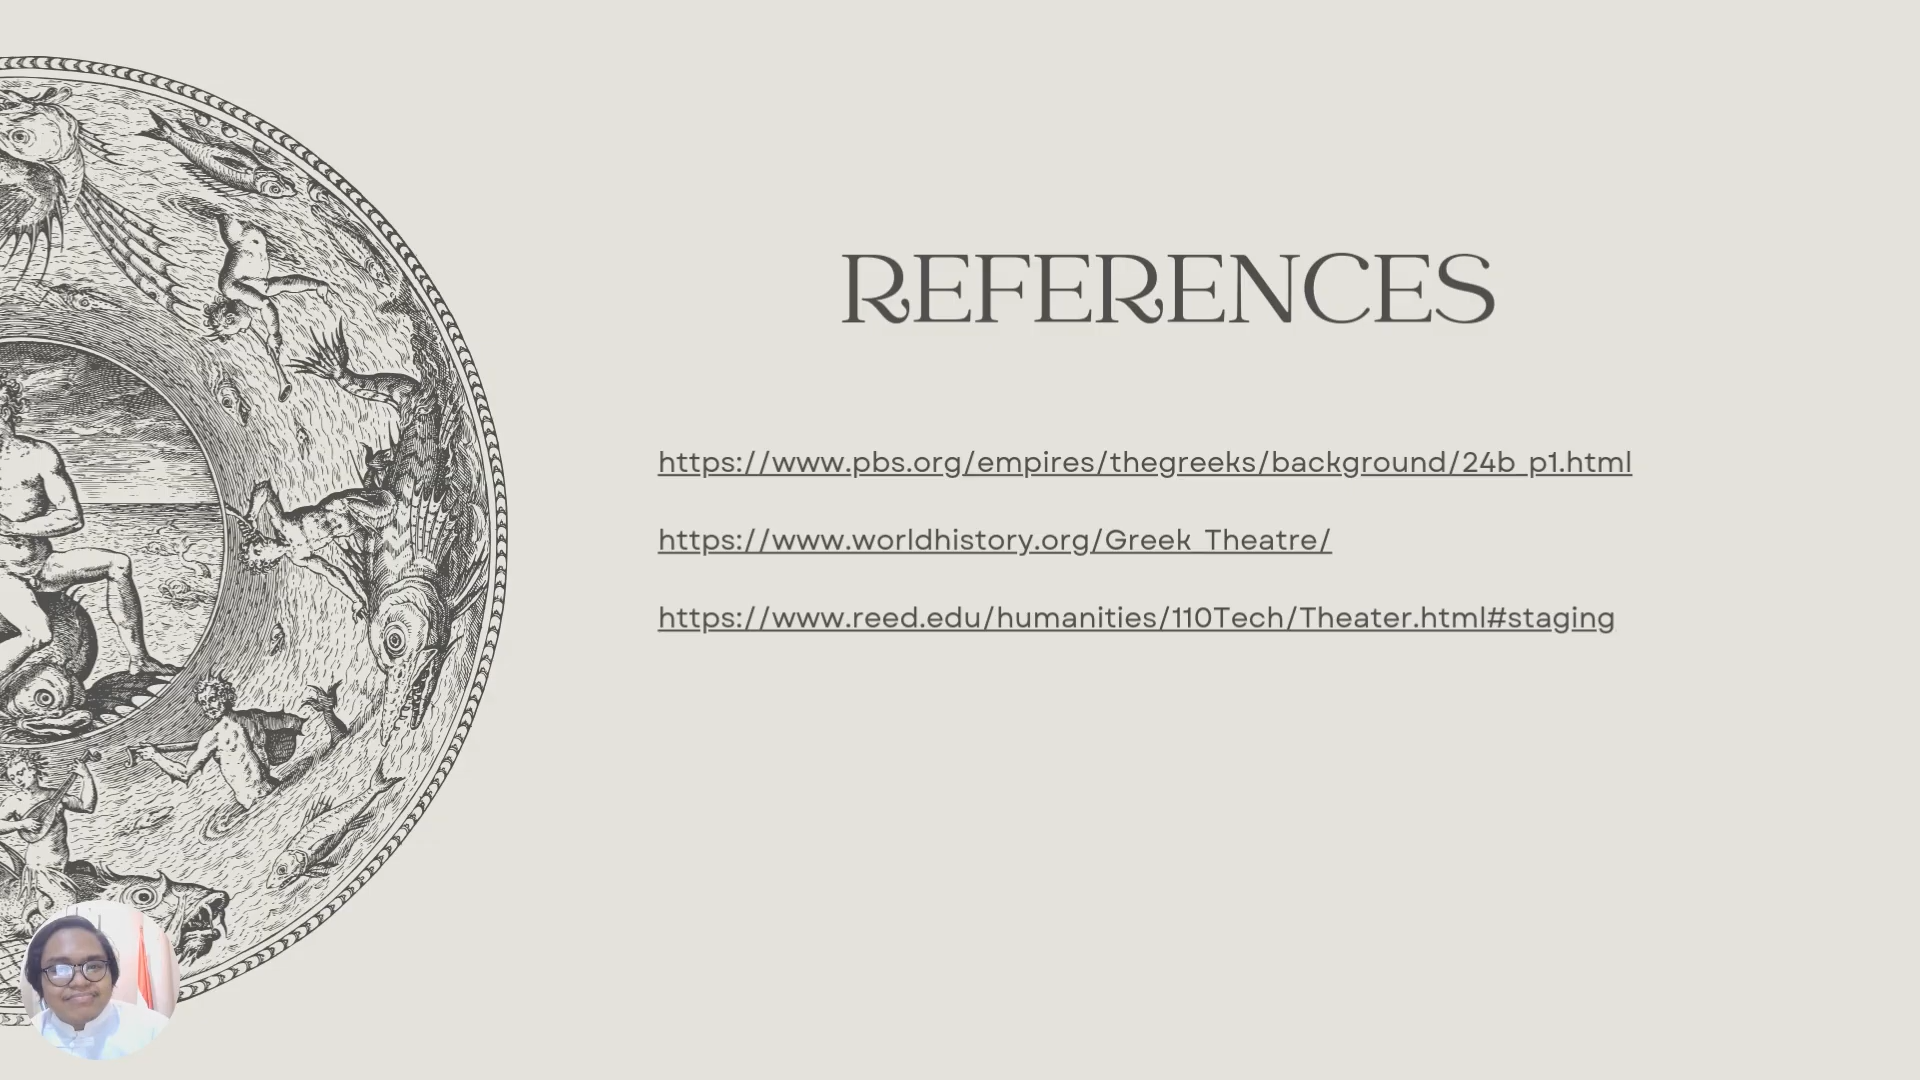 REFERENCES
https://www.pbs.org/empires/thegreeks/background/24b_p1.html
https://www.worldhistory.org/Greek_Theatre/
https://www.reed.edu/humanities/110Tech/Theater.html#staging